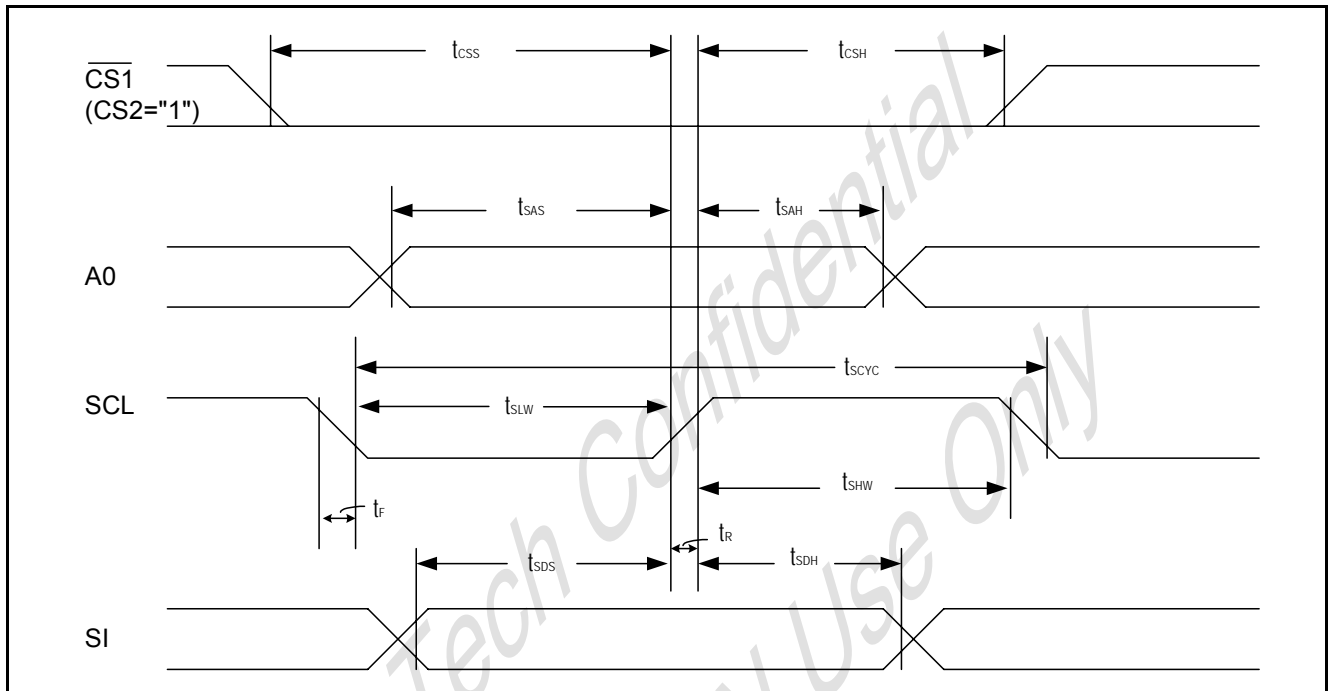 tCSS
tCSH
CS1
(CS2="1")
tSAS
tSAH
A0
tSCYC
SCL
tSLW
tSHW
tF
tR
tSDS
tSDH
SI
Tech Confidential
Use Only